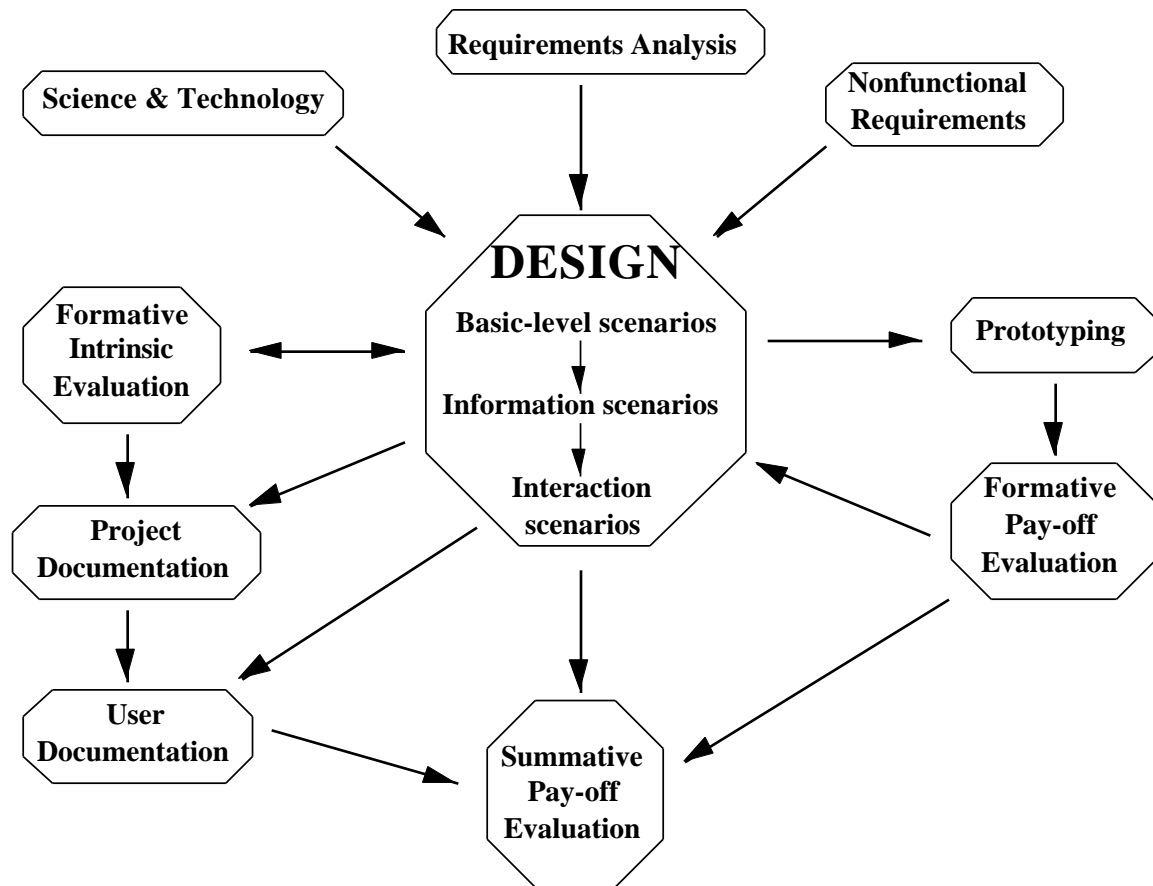 Requirements Analysis
Science & Technology
Nonfunctional
Requirements
DESIGN
Basic-level scenarios
Information scenarios
Interaction
scenarios
Formative
Intrinsic
Evaluation
Prototyping
Project
Documentation
Formative
Pay-off
Evaluation
User
Documentation
Summative
Pay-off
Evaluation